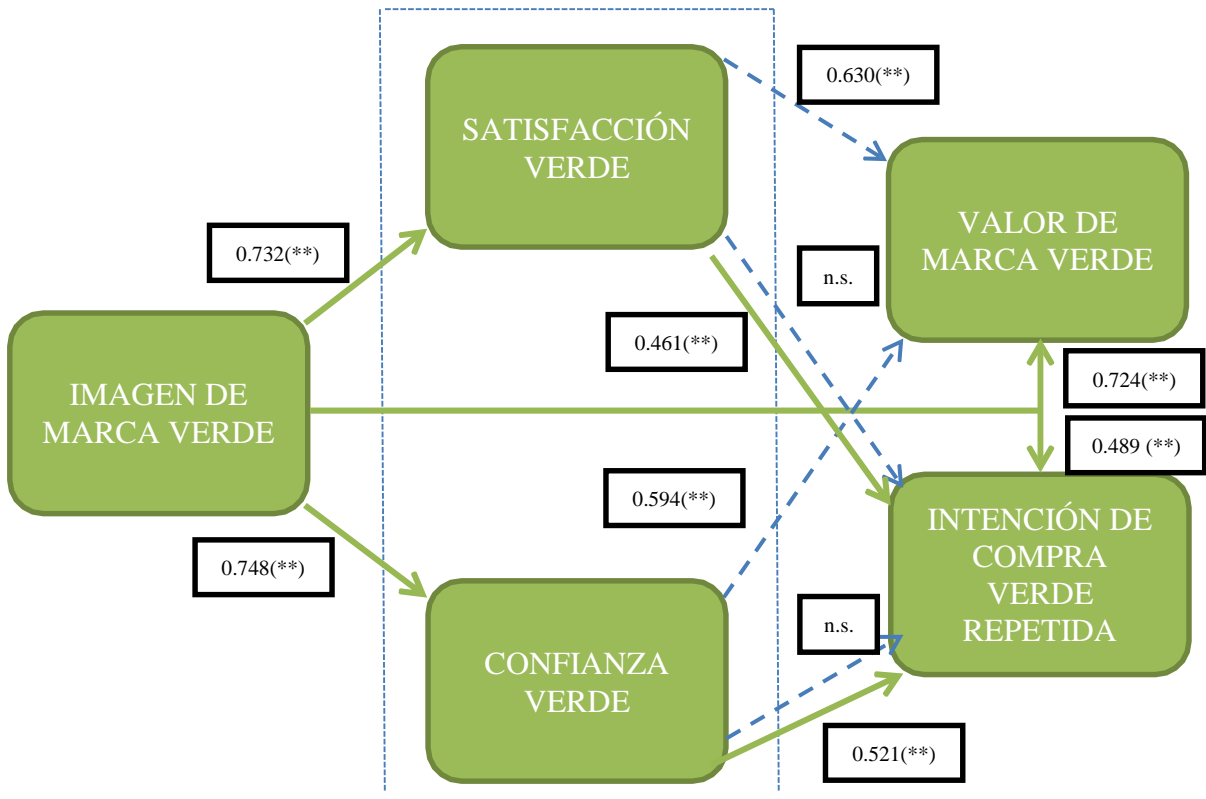 0.630(**)
SATISFACCIÓN
VERDE
VALOR DE
MARCA VERDE
0.732(**)
n.s.
0.461(**)
IMAGEN DE
MARCA VERDE
0.724(**)
0.489 (**)
0.594(**)
INTENCIÓN DE
COMPRA
VERDE
REPETIDA
0.748(**)
n.s.
CONFIANZA
VERDE
0.521(**)